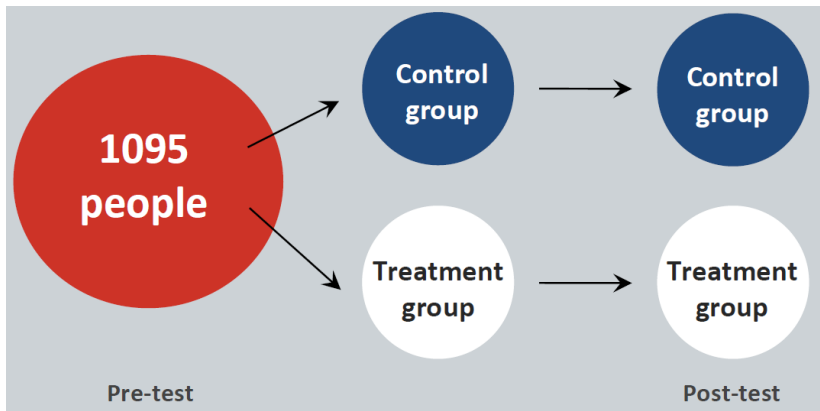 1095
people
Control
group
Control
group
Treatment
group
Treatment
group
Pre-test
Post-test